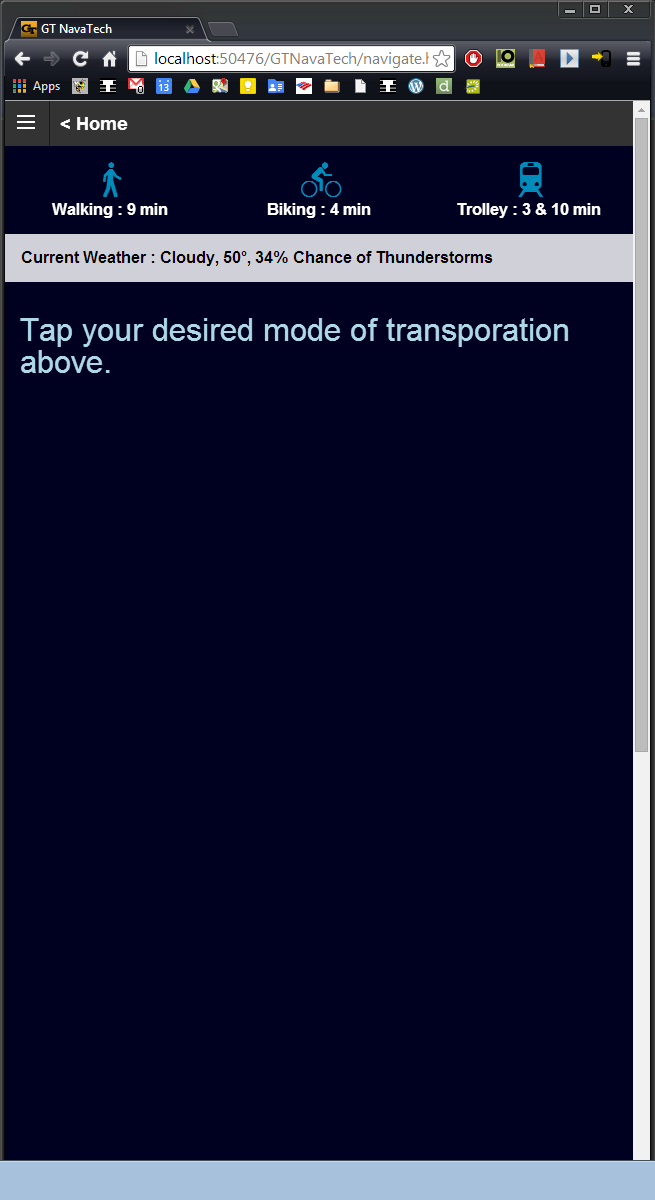 GT NavaTech
localhost:50476/GTNavaTech/navigate.h
Apps
13
< Home
Walking : 9 min
Biking : 4 min
Trolley : 3 & 10 min
Current Weather : Cloudy, 50°, 34% Chance of Thunderstorms
Tap your desired mode of transporation
above.